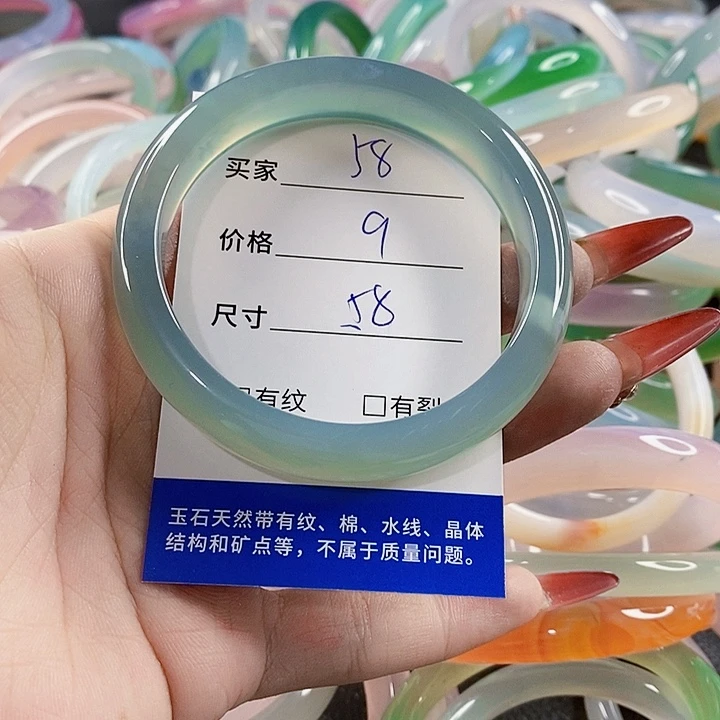 买家 58
价格 9
尺寸 58
有纹 □有裂
玉石天然带有纹、棉、水线、晶体
结构和矿点等，不属于质量问题。